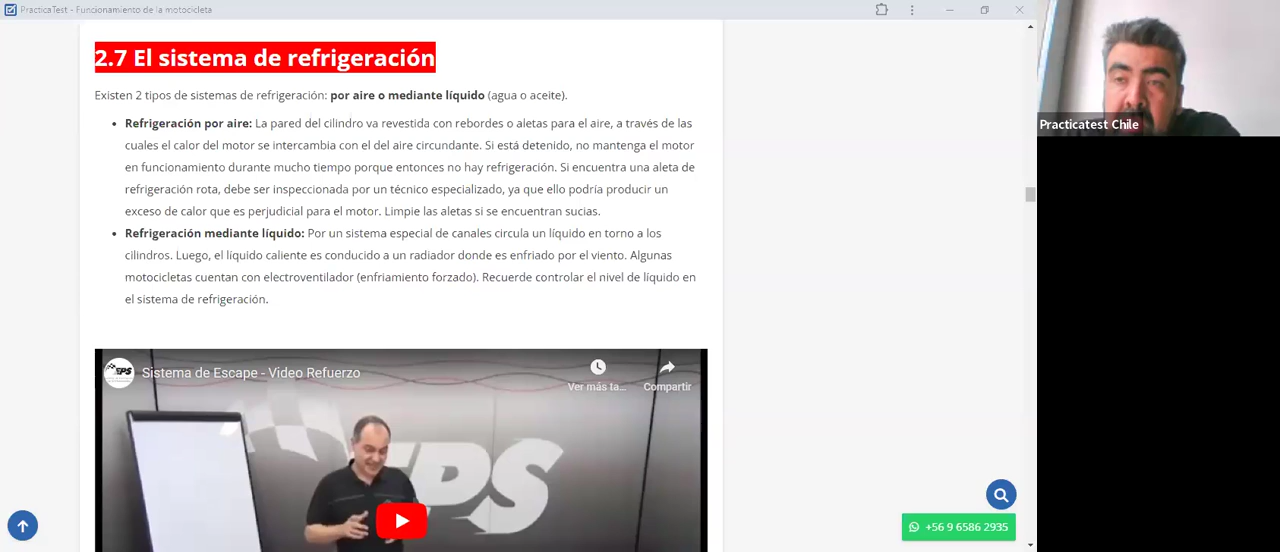 PracticaTest - Funcionamiento de la motocicleta
2.7 El sistema de refrigeración
Existen 2 tipos de sistemas de refrigeración: por aire o mediante líquido (agua o aceite).
• Refrigeración por aire: La pared del cilindro va revestida con rebordes o aletas para el aire, a través de las
cuales el calor del motor se intercambia con el del aire circundante. Si está detenido, no mantenga el motor
en funcionamiento durante mucho tiempo porque entonces no hay refrigeración. Si encuentra una aleta de
refrigeración rota, debe ser inspeccionada por un técnico especializado, ya que ello podría producir un
exceso de calor que es perjudicial para el motor. Limpie las aletas si se encuentran sucias.
• Refrigeración mediante líquido: Por un sistema especial de canales circula un líquido en torno a los
cilindros. Luego, el líquido caliente es conducido a un radiador donde es enfriado por el viento. Algunas
motocicletas cuentan con electroventilador (enfriamiento forzado). Recuerde controlar el nivel de líquido en
el sistema de refrigeración.
EPS
Sistema de Escape - Video Refuerzo
Ver más ta...
Compartir
EPS
+56 9 6586 2935
Practicatest Chile